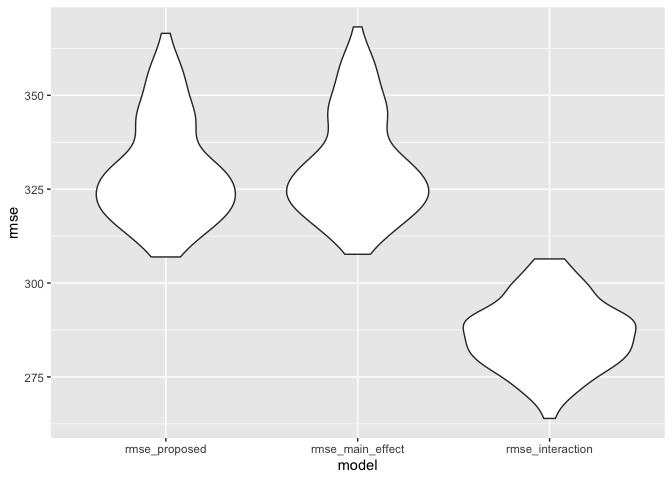 rmse
350
325
300
275
rmse_proposed rmse_main_effect rmse_interaction
model